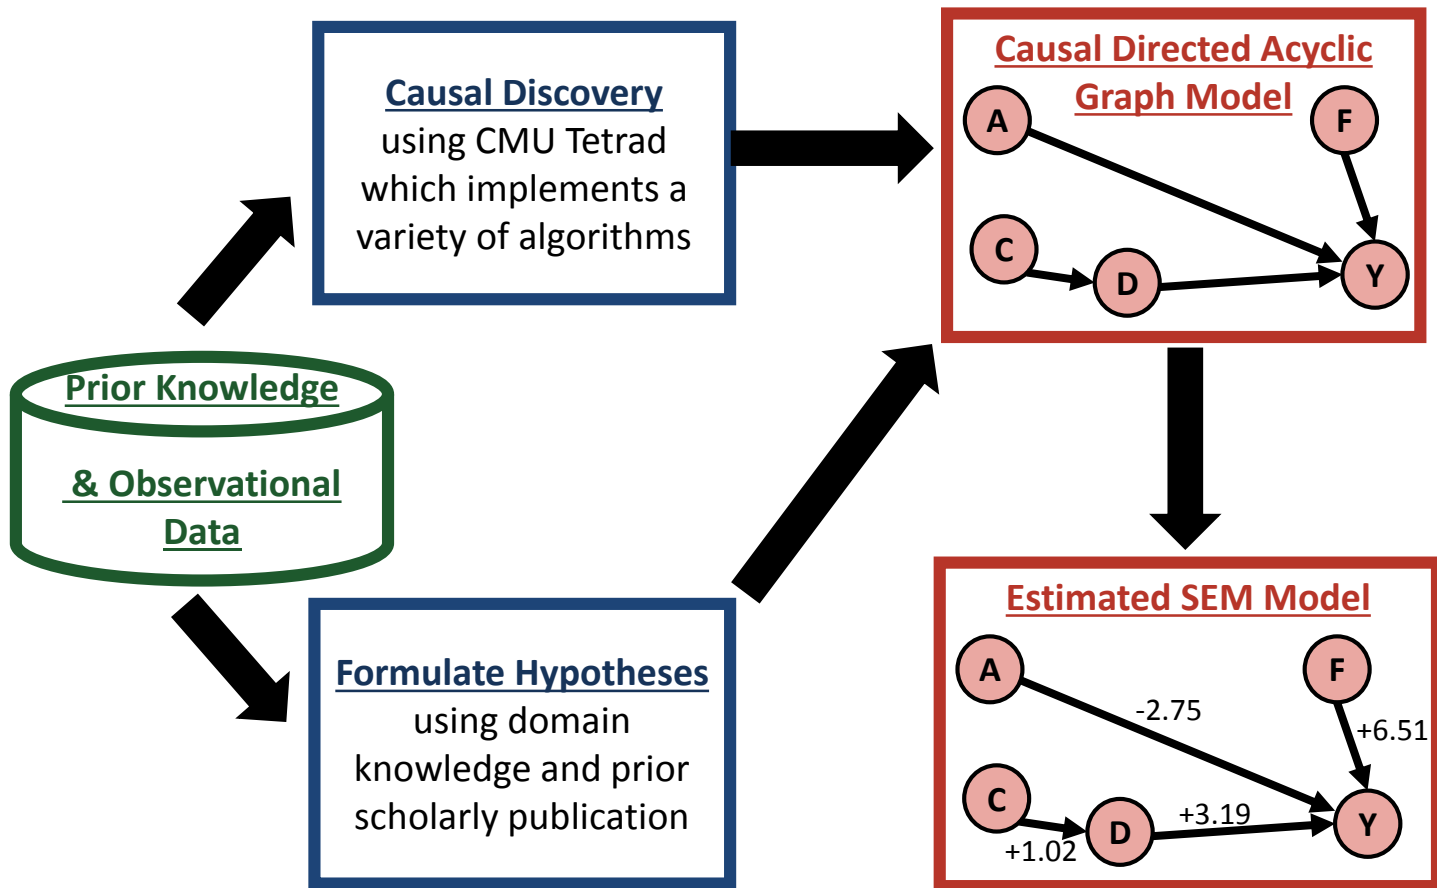 Causal Discovery
using CMU Tetrad
which implements a
variety of algorithms
Causal Directed Acyclic
Graph Model
A
F
C
D
Y
Prior Knowledge
& Observational
Data
Formulate Hypotheses
using domain
knowledge and prior
scholarly publication
Estimated SEM Model
A
F
-2.75
+6.51
C
D
+3.19
Y
+1.02